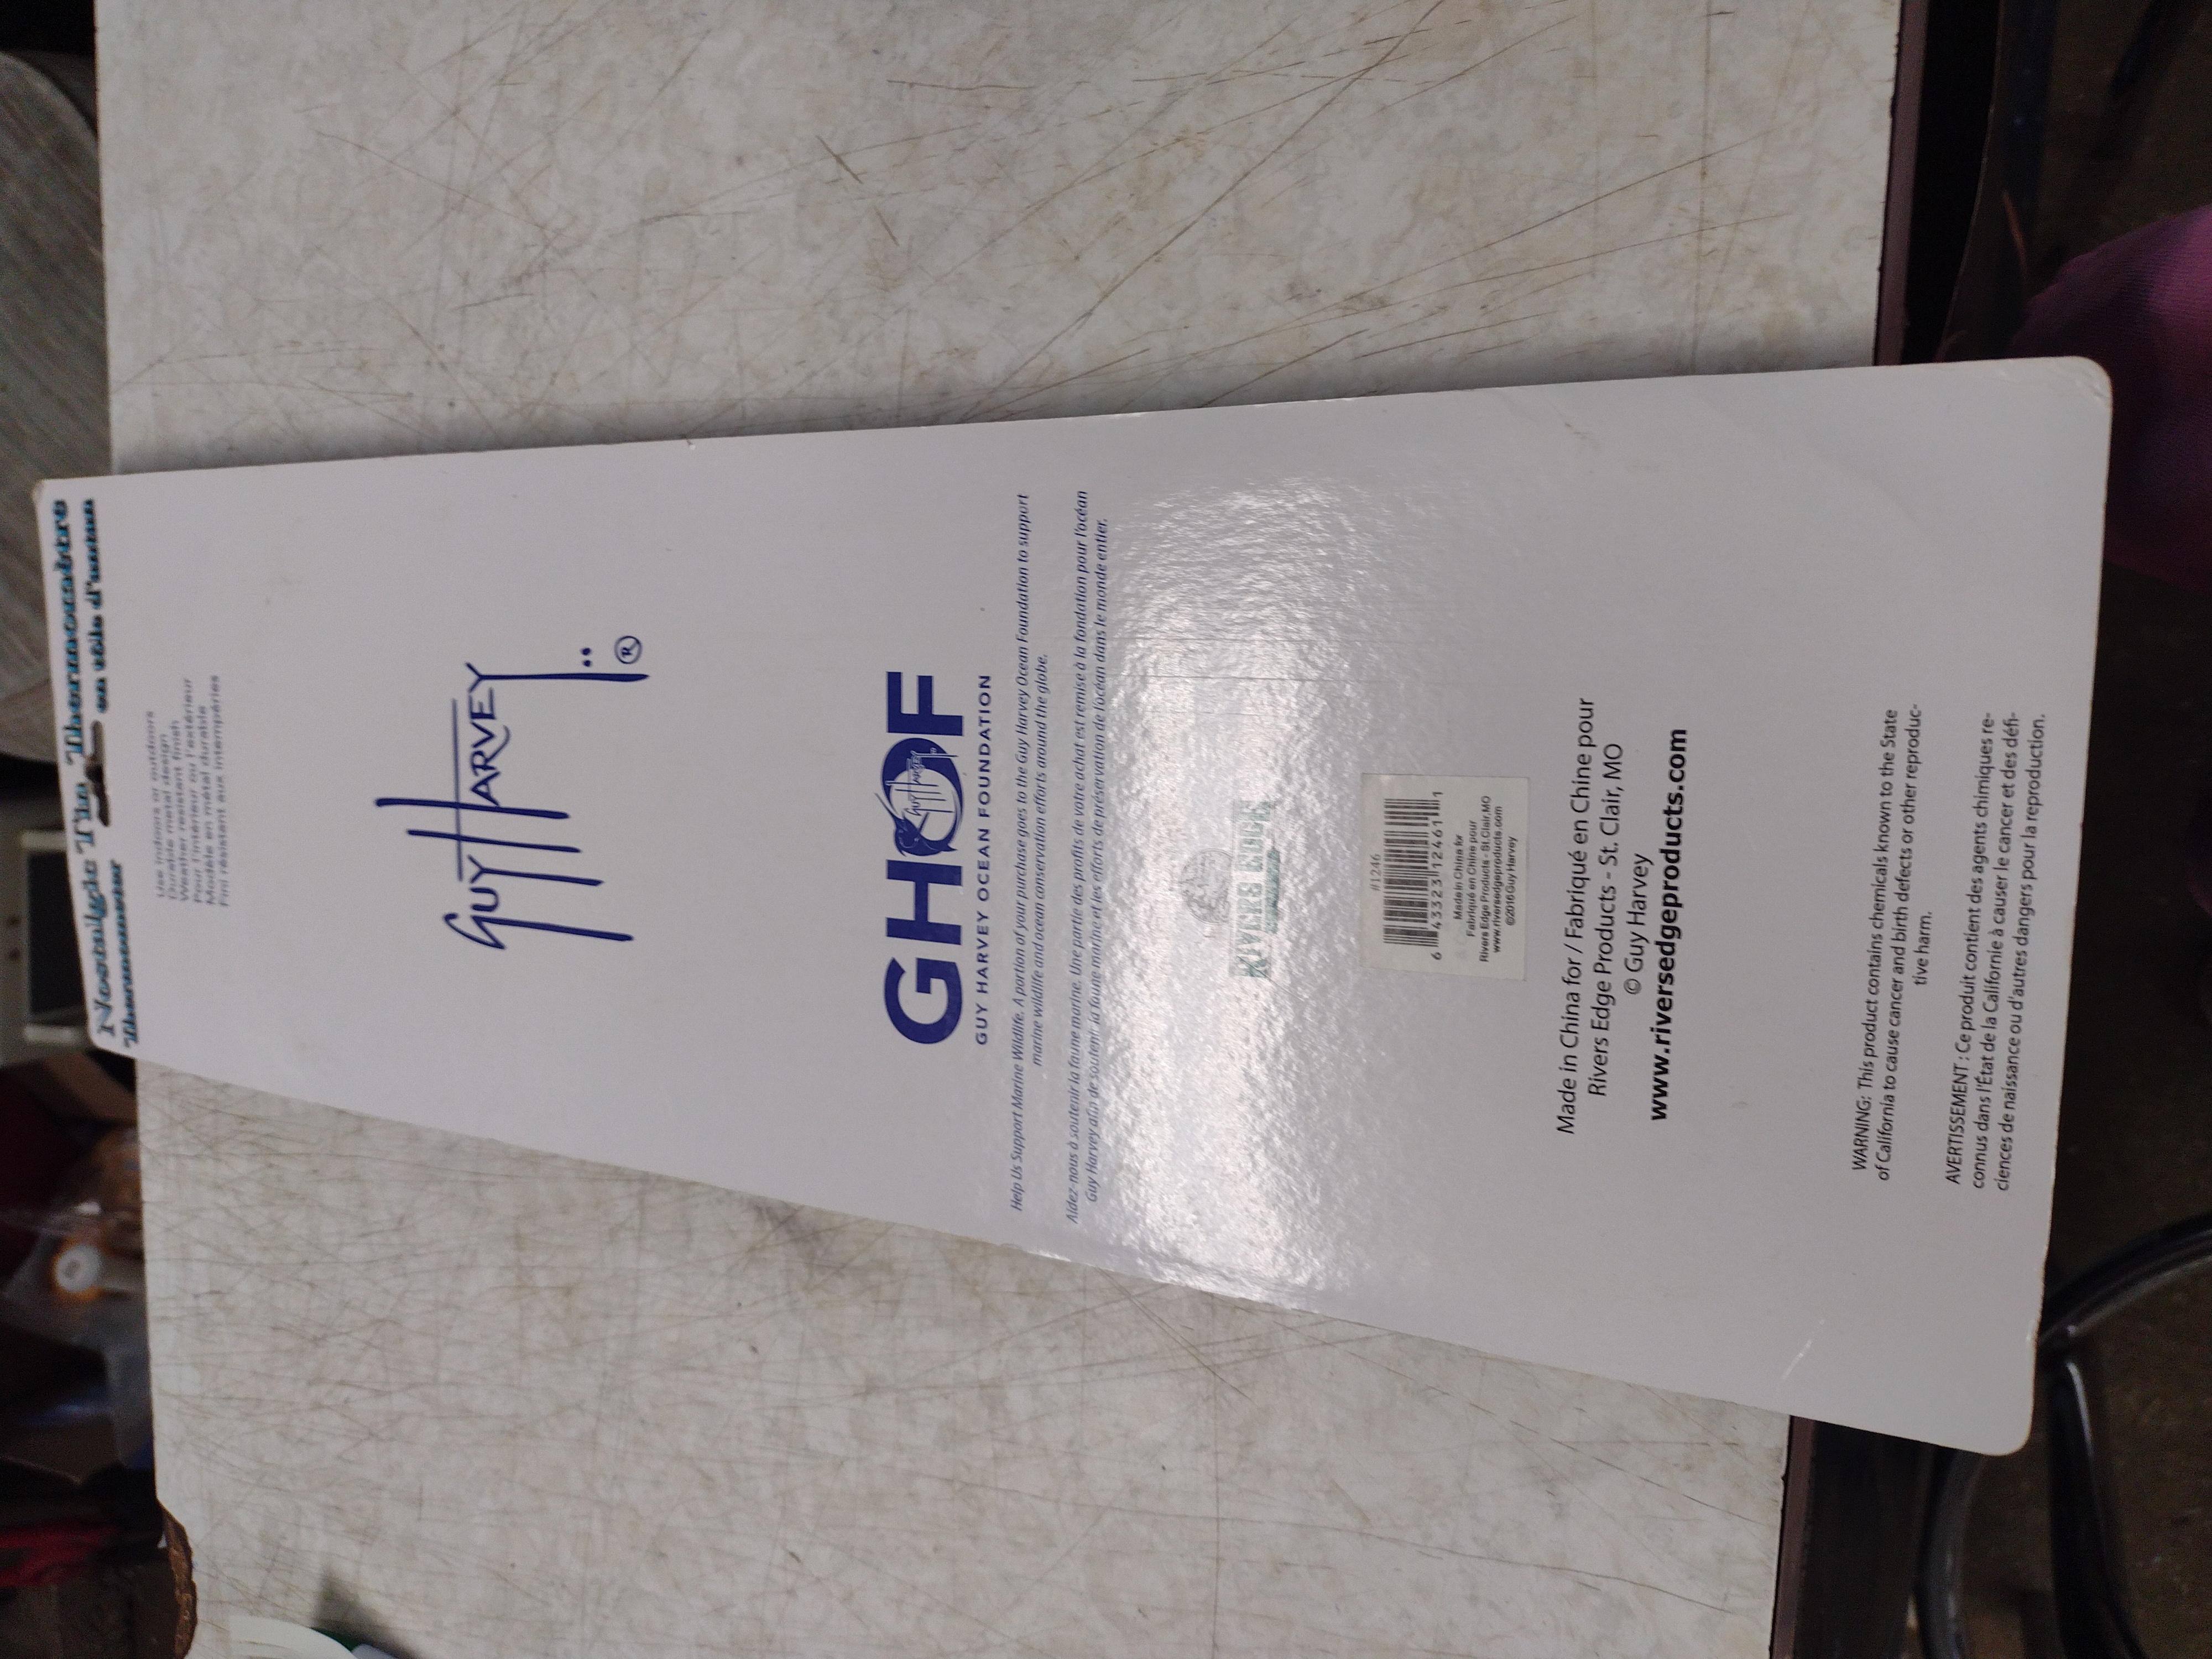 Nostalgic Tin
Thermometer
Thermomètre
en tôle d'antan
Use indoors or outdoors
Durable metal design
Weather resistant finish
Pour l'intérieur ou l'extérieur
Modèle en métal durable
Fini résistant aux intempéries
GUY HARVEY ®
GHOF
GUY HARVEY
GUY HARVEY OCEAN FOUNDATION
Help Us Support Marine Wildlife. A portion of your purchase goes to the Guy Harvey Ocean Foundation to support
marine wildlife and ocean conservation efforts around the globe.
Aidez-nous à soutenir la faune marine. Une partie des profits de votre achat est remise à la fondation pour l'océan
Guy Harvey afin de soutenir la faune marine et les efforts de préservation de l'océan dans le monde entier.
RIVERS EDGE
#1246
6 43323 12461 1
Made in China for
Fabriqué en Chine pour
Rivers Edge Products - St.Clair,MO
www.riversedgeproducts.com
©2016 Guy Harvey
Made in China for / Fabriqué en Chine pour
Rivers Edge Products - St. Clair, MO
© Guy Harvey
www.riversedgeproducts.com
WARNING: This product contains chemicals known to the State
of California to cause cancer and birth defects or other reproduc-
tive harm.
AVERTISSEMENT : Ce produit contient des agents chimiques re-
connus dans l'État de la Californie à causer le cancer et des défi-
ciences de naissance ou d'autres dangers pour la reproduction.